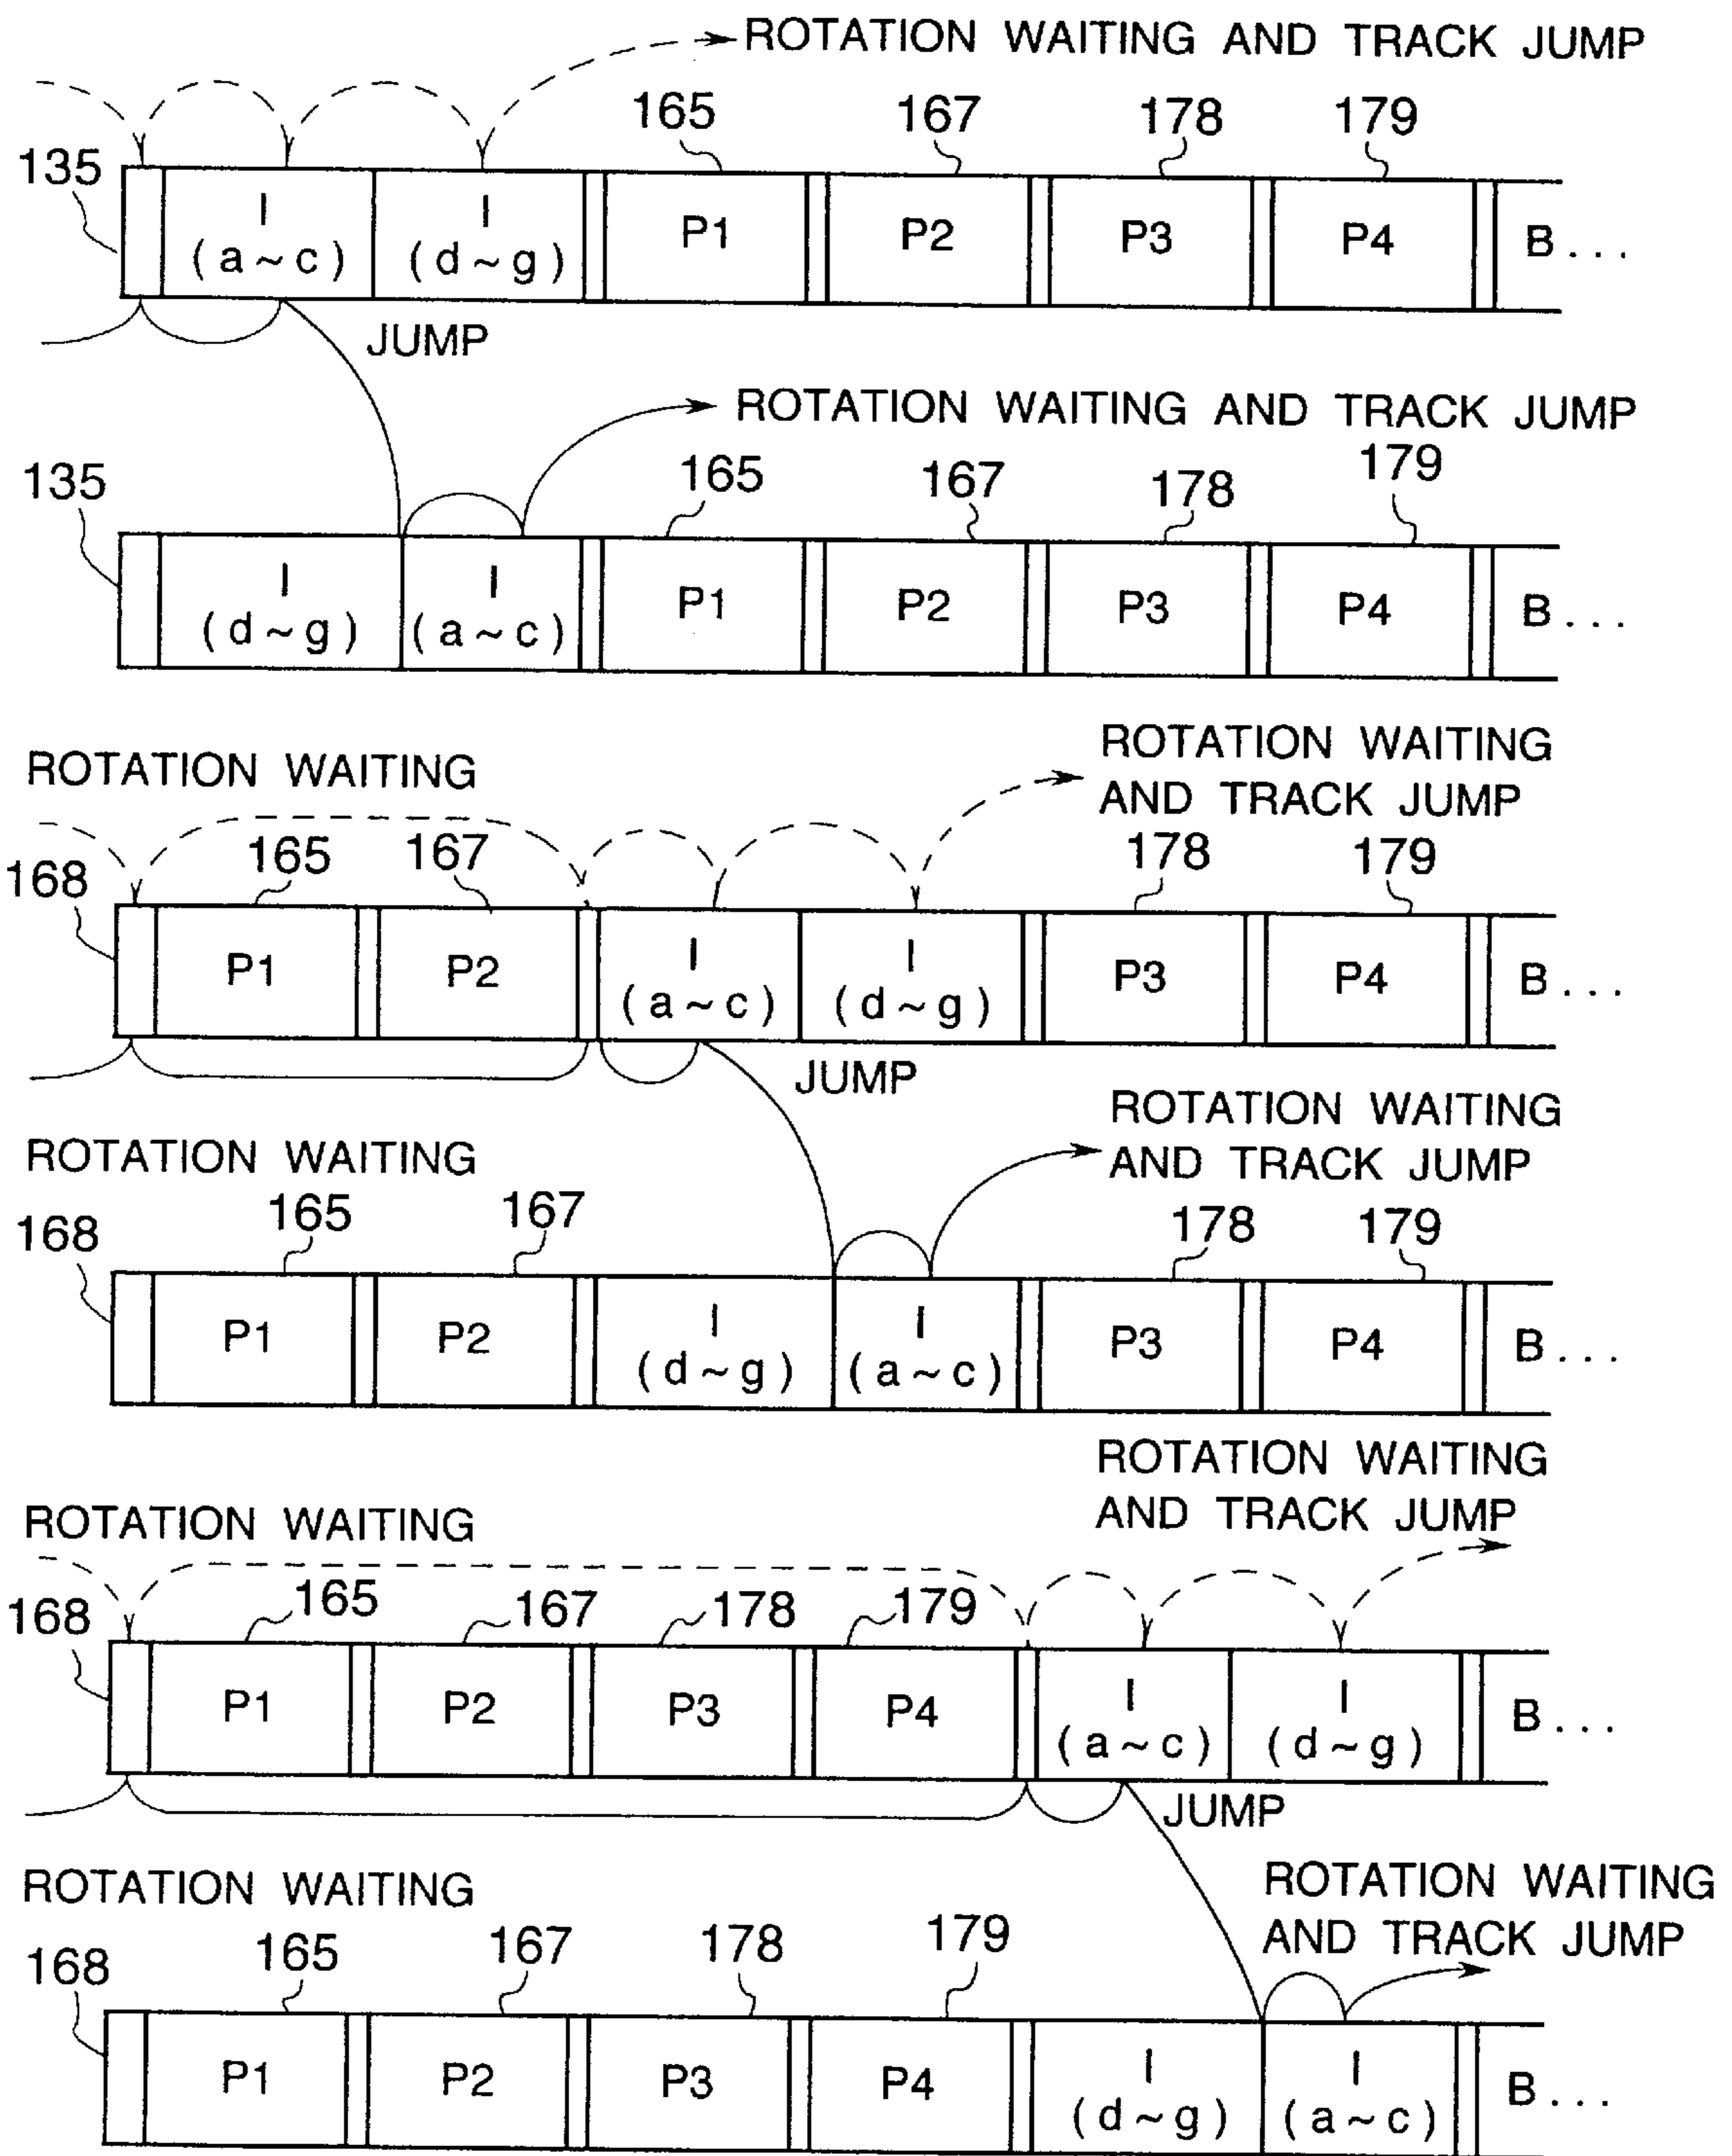 ROTATION WAITING AND TRACK JUMP
165 167 178 179
135
I I P1 P2 P3 P4 B...
(a~c) (d~g)
JUMP
ROTATION WAITING AND TRACK JUMP
135 165 167 178 179
I I P1 P2 P3 P4 B...
(d~g) (a~c)
ROTATION WAITING
ROTATION WAITING
AND TRACK JUMP
168 165 167 178 179
P1 P2 I I P3 P4 B...
(a~c) (d~g)
JUMP
ROTATION WAITING
ROTATION WAITING
AND TRACK JUMP
168 165 167 178 179
P1 P2 I I P3 P4 B...
(d~g) (a~c)
ROTATION WAITING
AND TRACK JUMP
ROTATION WAITING
168 165 167 178 179
P1 P2 P3 P4 I I B...
(a~c) (d~g)
JUMP
ROTATION WAITING
ROTATION WAITING
AND TRACK JUMP
168 165 167 178 179
P1 P2 P3 P4 I I B...
(d~g) (a~c)